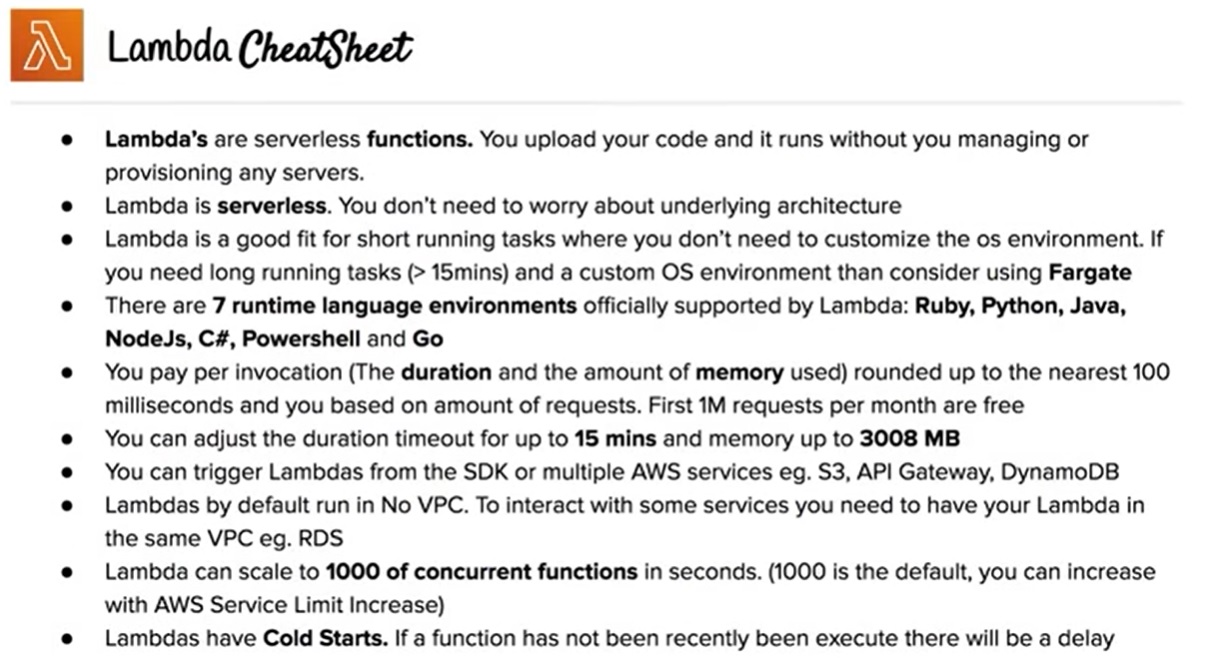 Lambda CheatSheet
● Lambda's are serverless functions. You upload your code and it runs without you managing or
provisioning any servers.
● Lambda is serverless. You don't need to worry about underlying architecture
● Lambda is a good fit for short running tasks where you don't need to customize the os environment. If
you need long running tasks (> 15mins) and a custom OS environment than consider using Fargate
● There are 7 runtime language environments officially supported by Lambda: Ruby, Python, Java,
NodeJs, C#, Powershell and Go
● You pay per invocation (The duration and the amount of memory used) rounded up to the nearest 100
milliseconds and you based on amount of requests. First 1M requests per month are free
● You can adjust the duration timeout for up to 15 mins and memory up to 3008 MB
● You can trigger Lambdas from the SDK or multiple AWS services eg. S3, API Gateway, DynamoDB
● Lambdas by default run in No VPC. To interact with some services you need to have your Lambda in
the same VPC eg. RDS
● Lambda can scale to 1000 of concurrent functions in seconds. (1000 is the default, you can increase
with AWS Service Limit Increase)
● Lambdas have Cold Starts. If a function has not been recently been execute there will be a delay